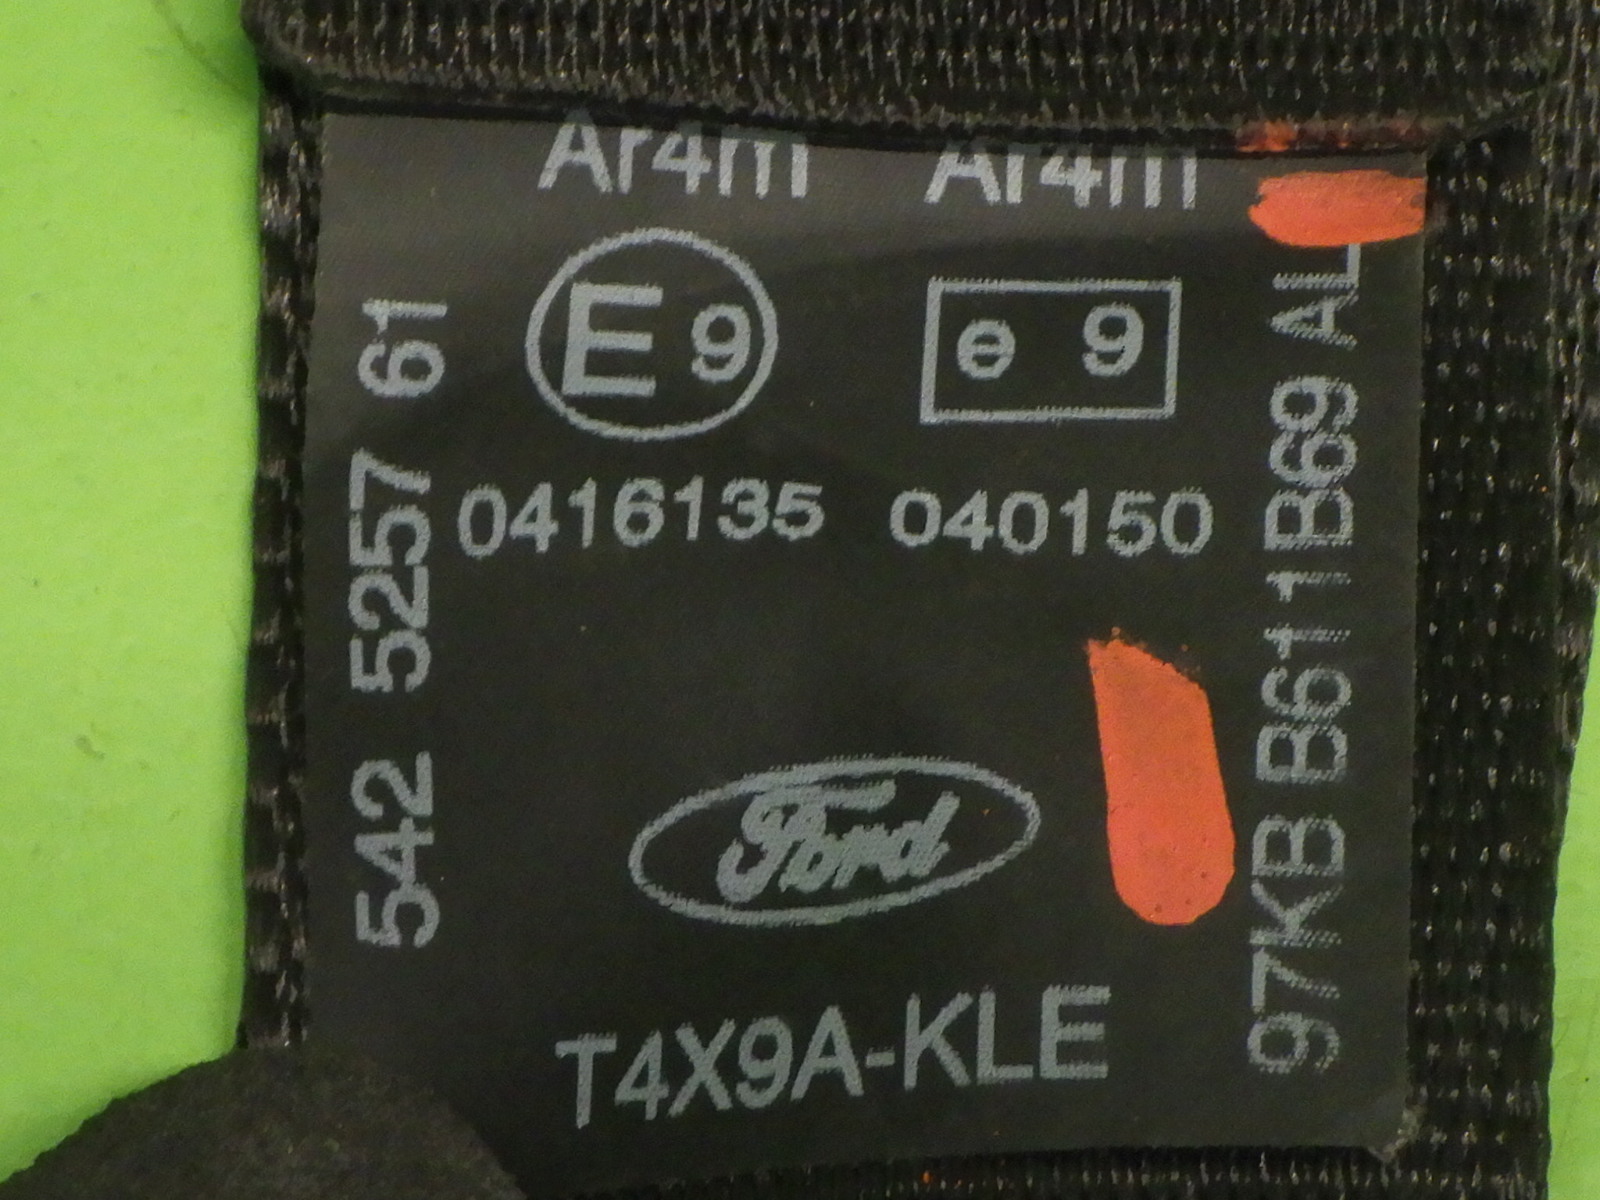 Ar4m Ar4m
E 9 e 9
0416135 040150
Ford
T4X9A-KLE
542 5257 61
97KB B611B69 AL